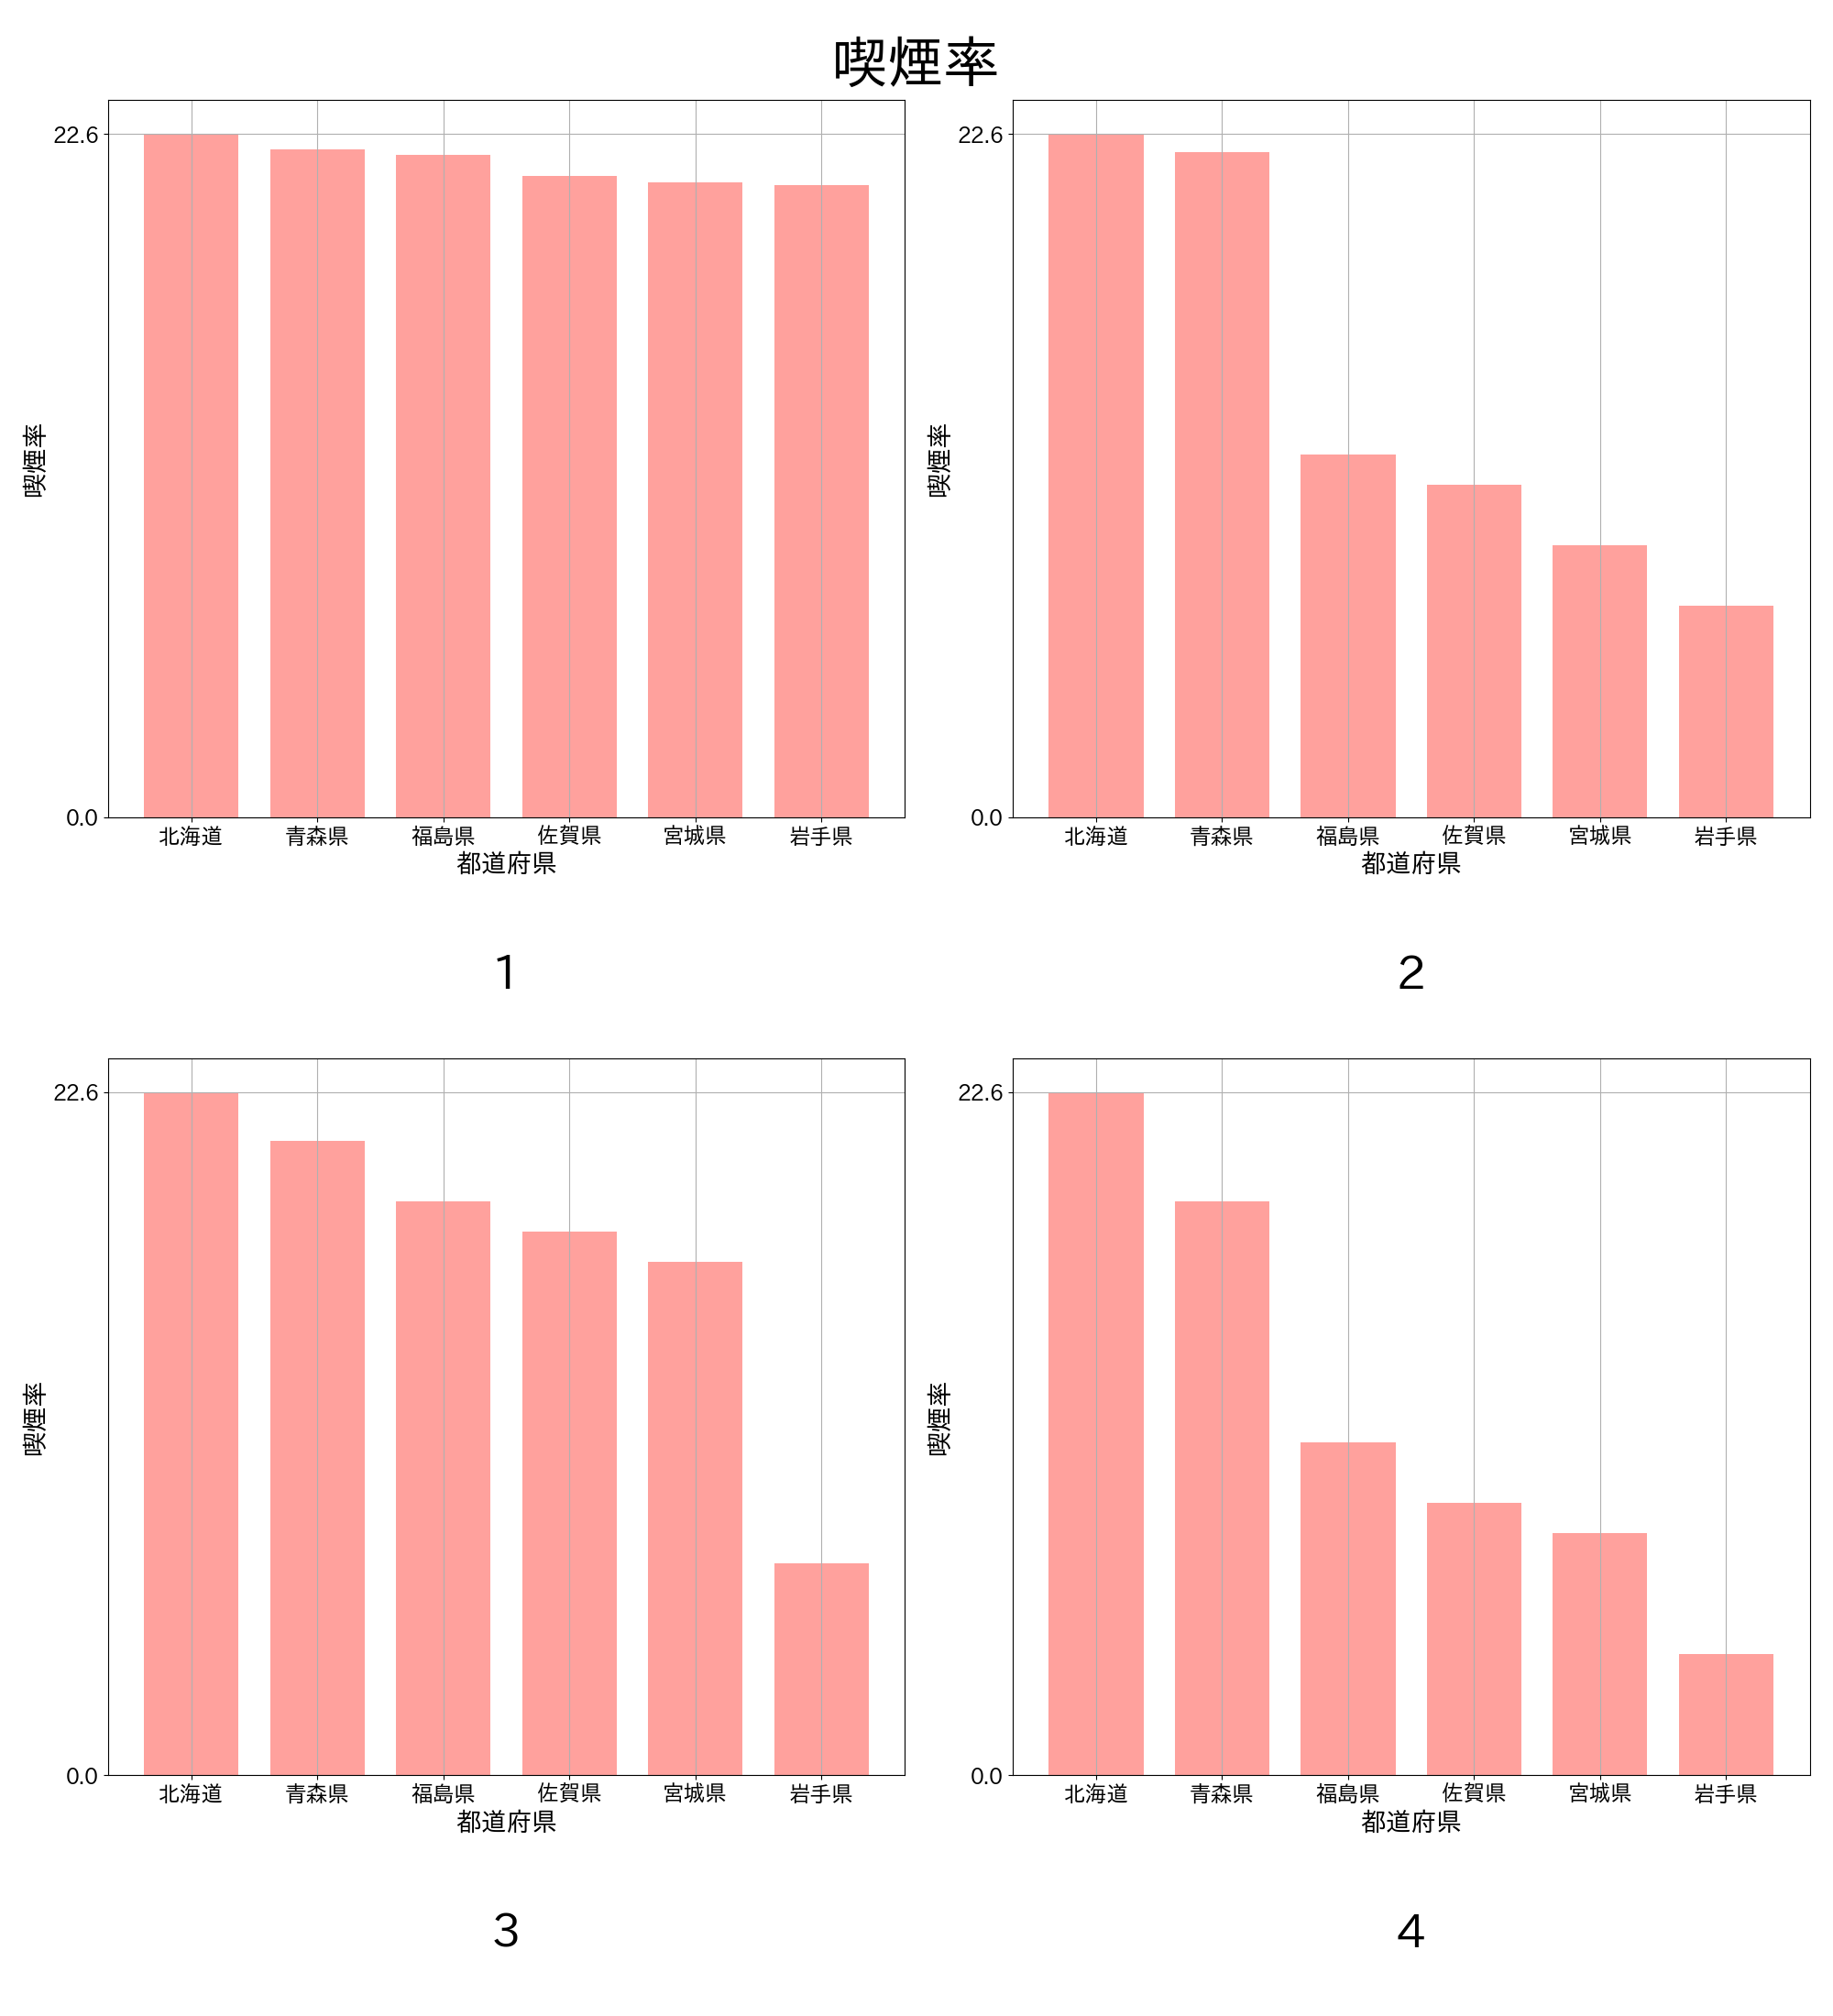 喫煙率
22.6
0.0
喫煙率
北海道 青森県 福島県 佐賀県 宮城県 岩手県
都道府県
1
22.6
0.0
喫煙率
北海道 青森県 福島県 佐賀県 宮城県 岩手県
都道府県
2
22.6
0.0
喫煙率
北海道 青森県 福島県 佐賀県 宮城県 岩手県
都道府県
3
22.6
0.0
喫煙率
北海道 青森県 福島県 佐賀県 宮城県 岩手県
都道府県
4